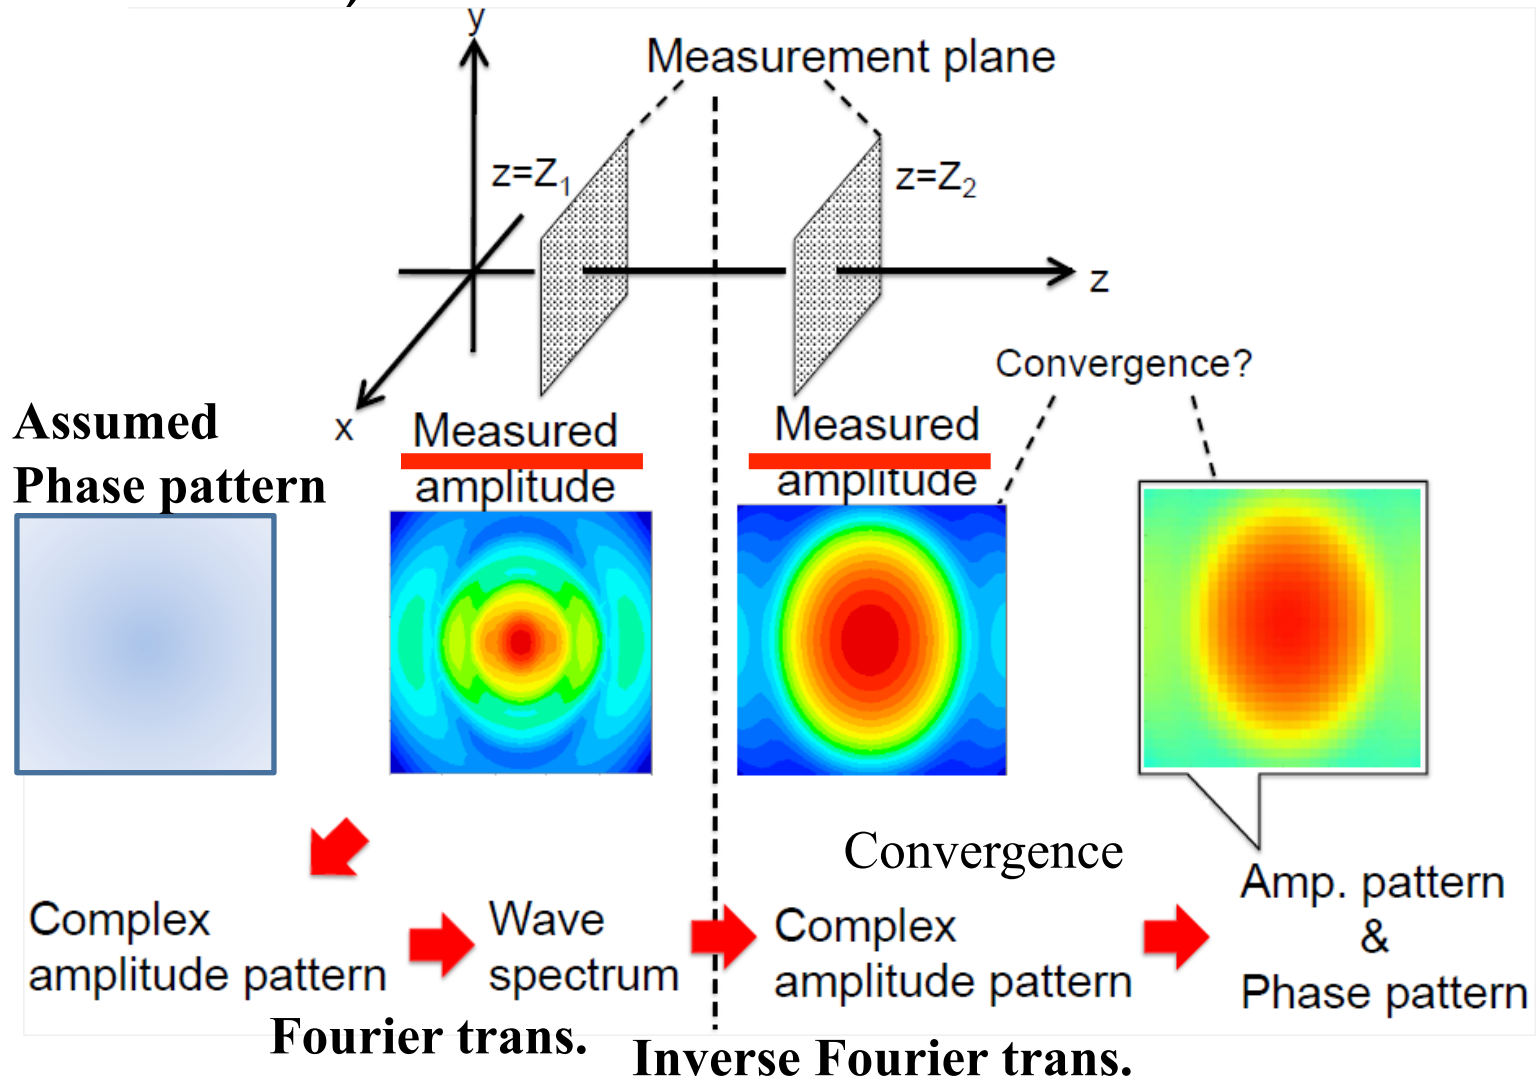 y
Measurement plane
z=Z1
z=Z2
z
Convergence?
x
Assumed
Phase pattern
Measured
amplitude
Measured
amplitude
Convergence
Complex
amplitude pattern
Wave
spectrum
Complex
amplitude pattern
Amp. pattern
&
Phase pattern
Fourier trans.
Inverse Fourier trans.